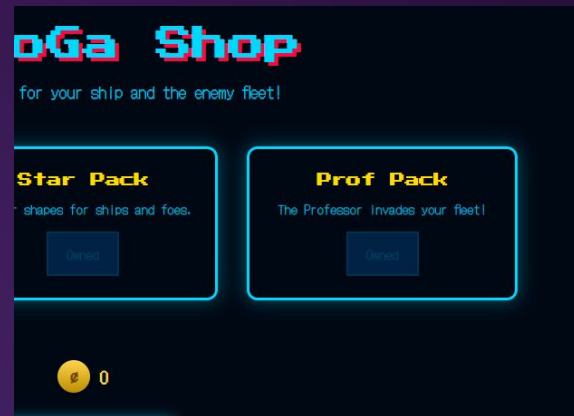 oGa Shop
for your ship and the enemy fleet!
Star Pack
r shapes for ships and foes.
Owned
Prof Pack
The Professor invades your fleet!
Owned
0